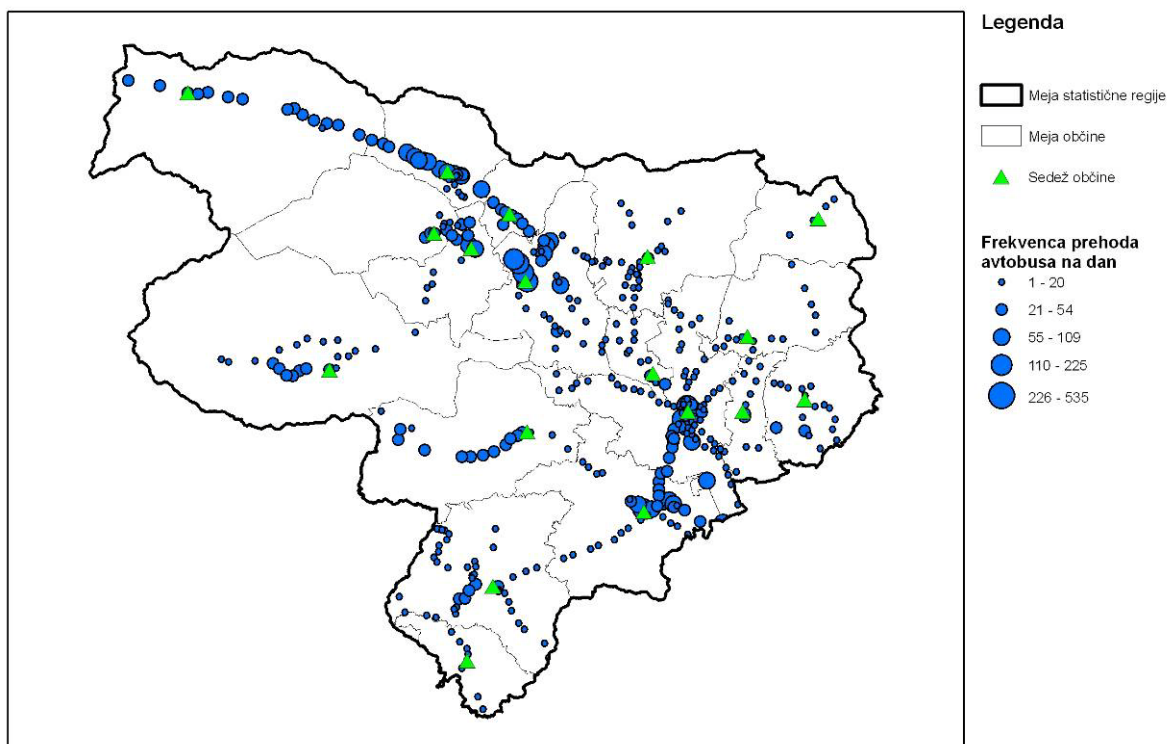 Legenda
Meja statistične regije
Meja občine
Sedež občine
Frekvenca prehoda
avtobusa na dan
1 - 20
21 - 54
55 - 109
110 - 225
226 - 535